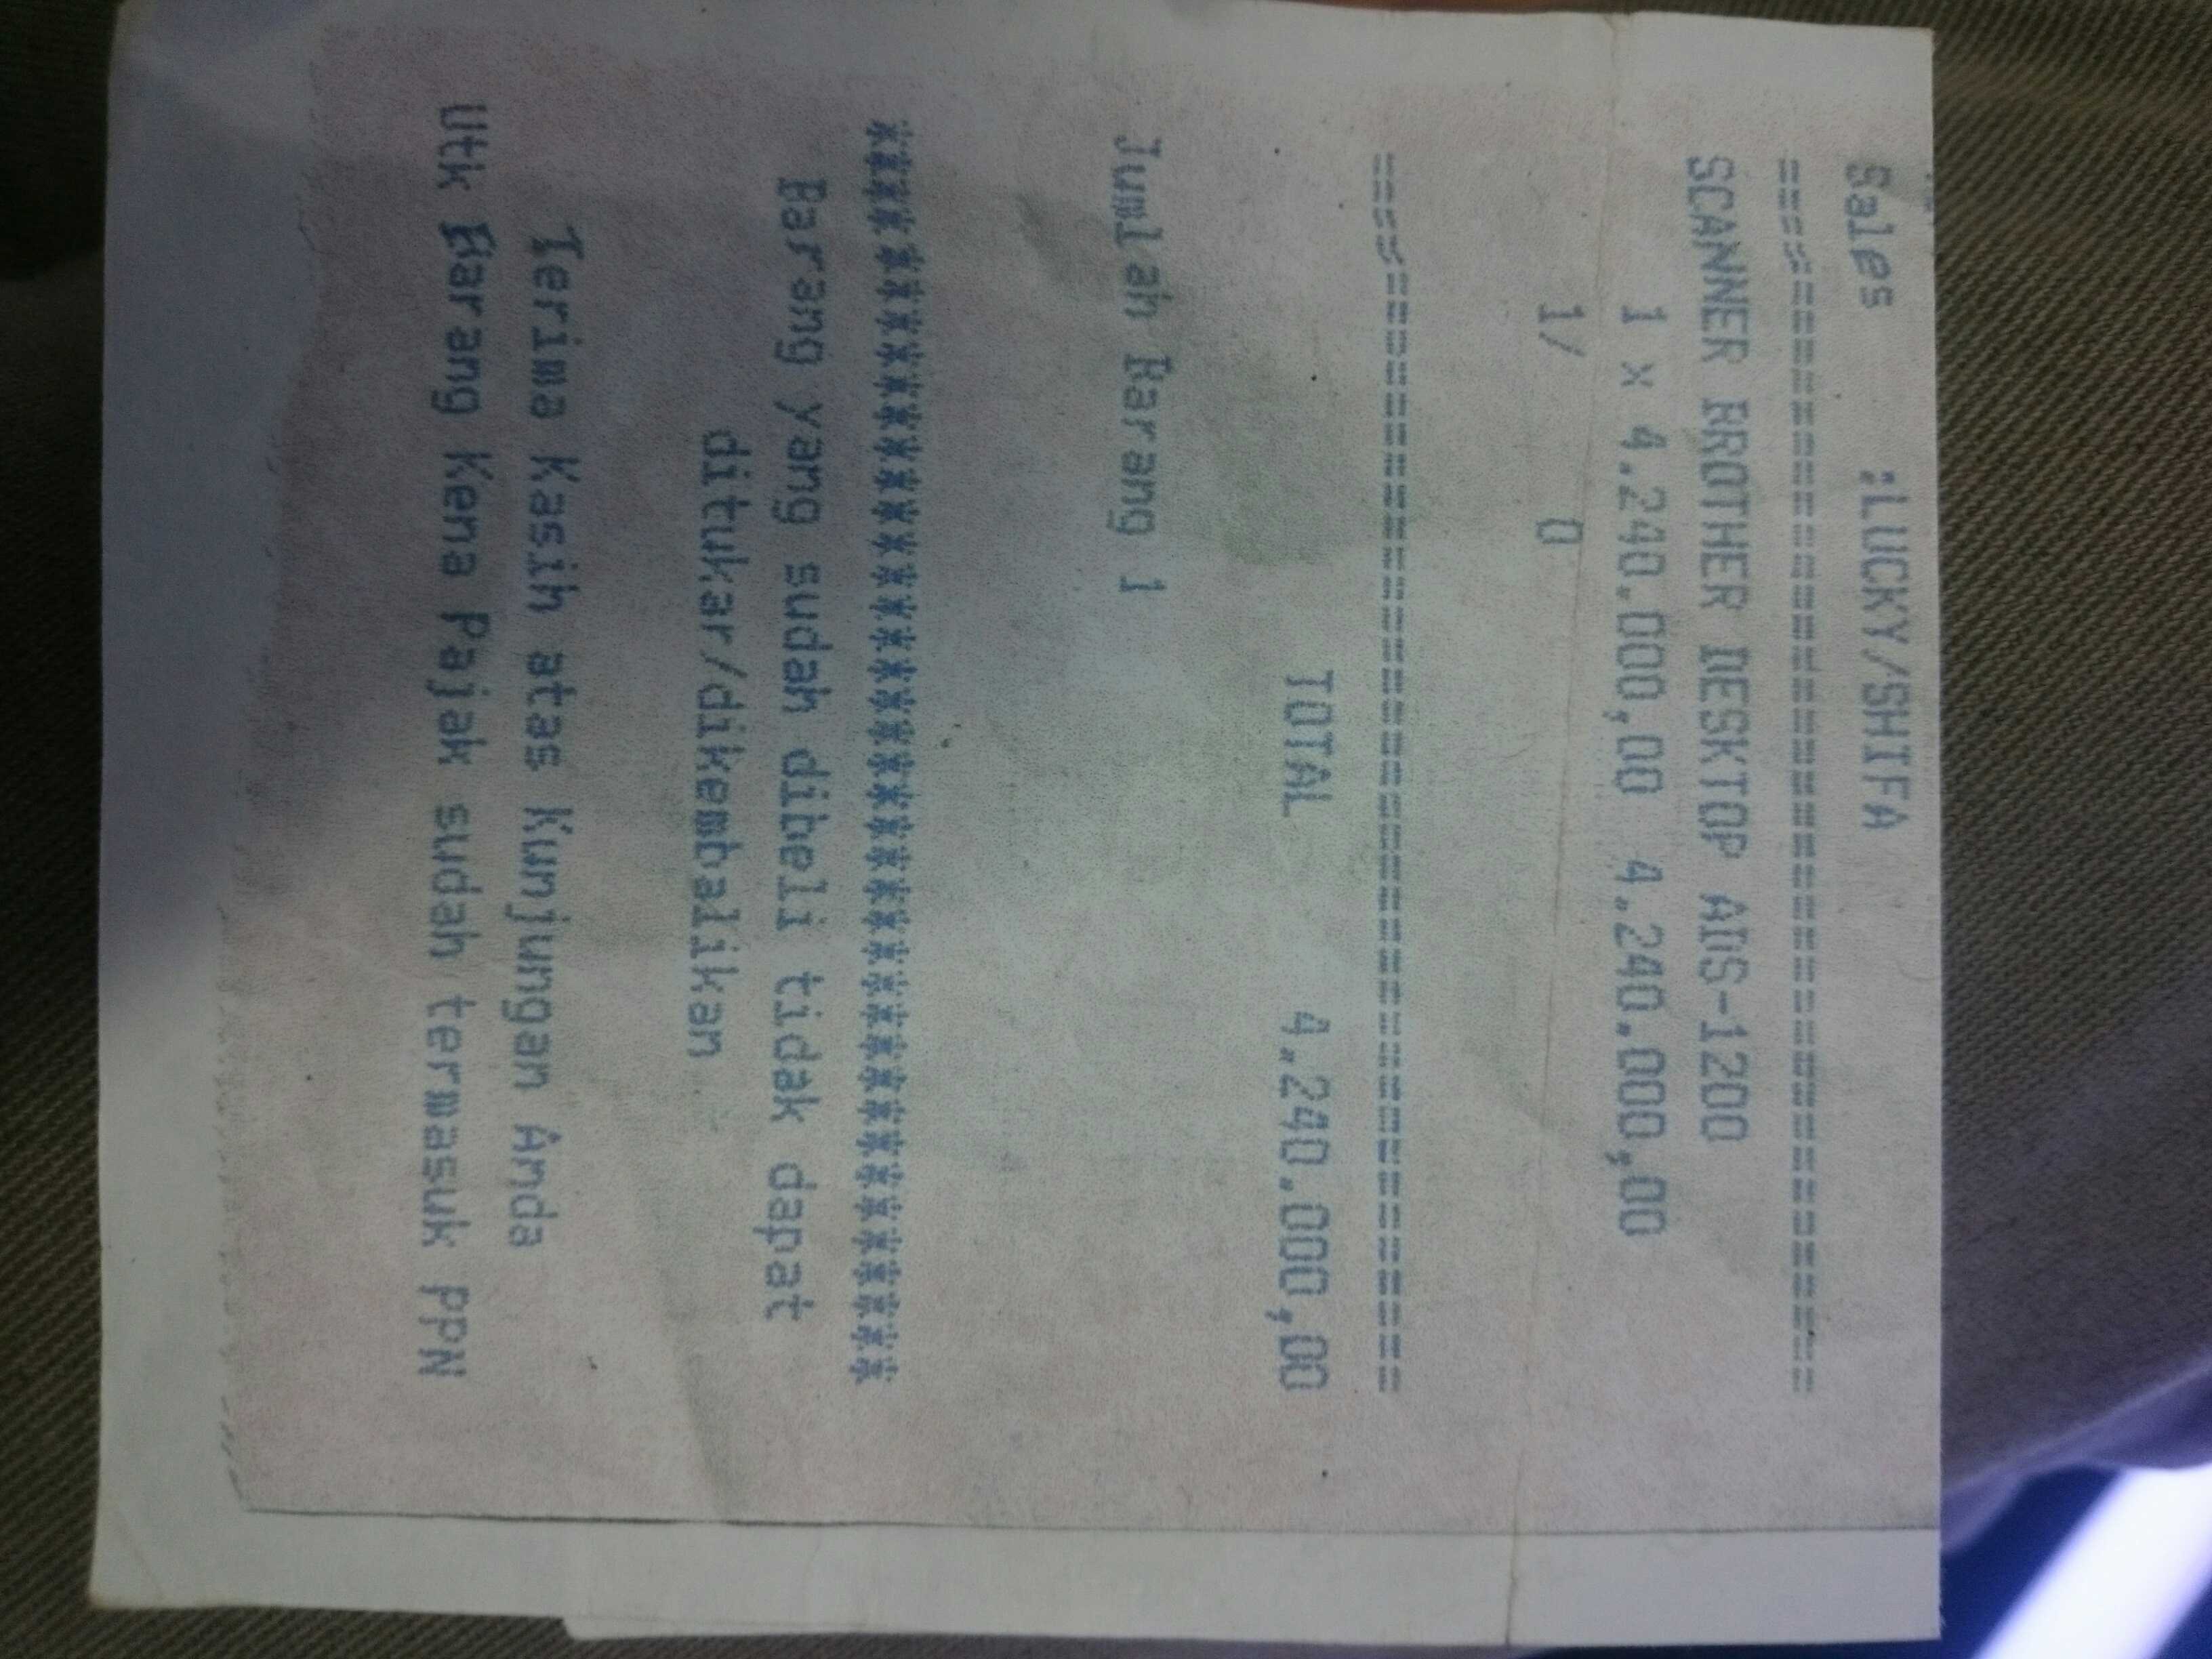 Sales :LUCKY/SHIFA
========================================
SCANNER BROTHER DESKTOP ADS-1200
1 x 4.240.000,00 4.240.000,00
1/ 0
========================================
TOTAL 4.240.000,00
Jumlah Barang 1
****************************************
Barang yang sudah dibeli tidak dapat
ditukar/dikembalikan
Terima Kasih atas Kunjungan Anda
Utk Barang Kena Pajak sudah termasuk PPN